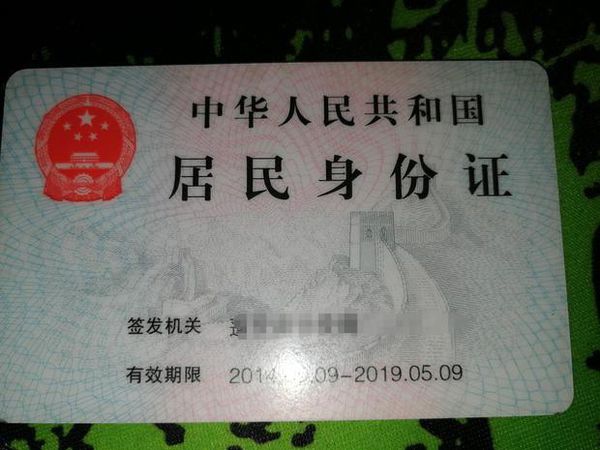 中华人民共和国
居民身份证
签发机关
有效期限 2014. .09-2019.05.09